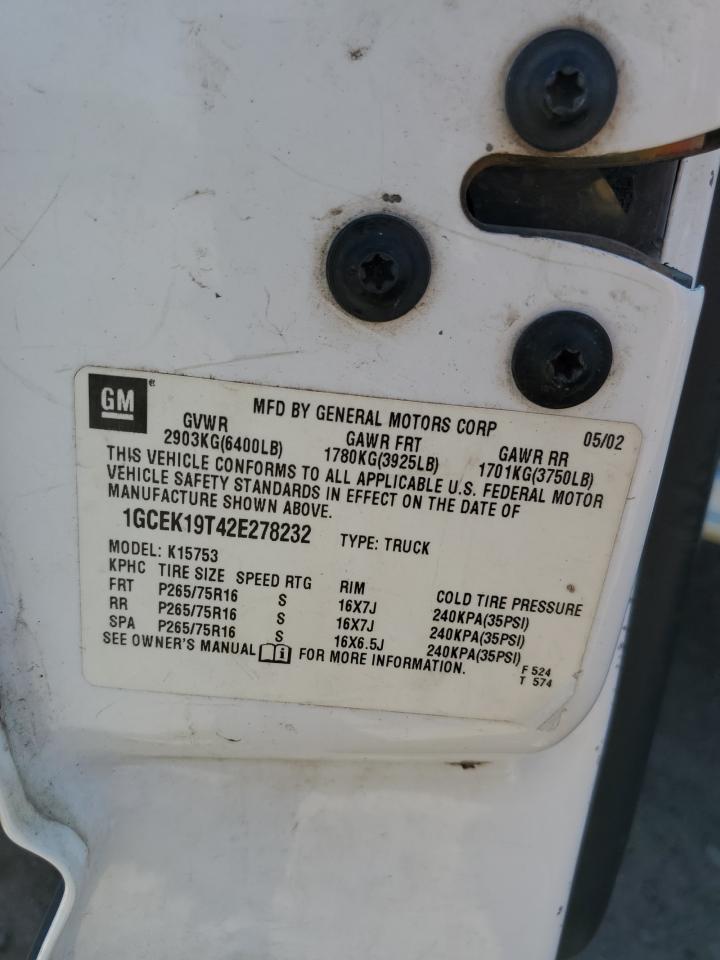 GM
MFD BY GENERAL MOTORS CORP 05/02
GVWR GAWR FRT GAWR RR
2903KG(6400LB) 1780KG(3925LB) 1701KG(3750LB)
THIS VEHICLE CONFORMS TO ALL APPLICABLE U.S. FEDERAL MOTOR
VEHICLE SAFETY STANDARDS IN EFFECT ON THE DATE OF
MANUFACTURE SHOWN ABOVE.
1GCEK19T42E278232 TYPE: TRUCK
MODEL: K15753
KPHC TIRE SIZE SPEED RTG RIM COLD TIRE PRESSURE
FRT P265/75R16 S 16X7J 240KPA(35PSI)
RR P265/75R16 S 16X7J 240KPA(35PSI)
SPA P265/75R16 S 16X6.5J 240KPA(35PSI)
SEE OWNER'S MANUAL i FOR MORE INFORMATION.
F 524
T 574